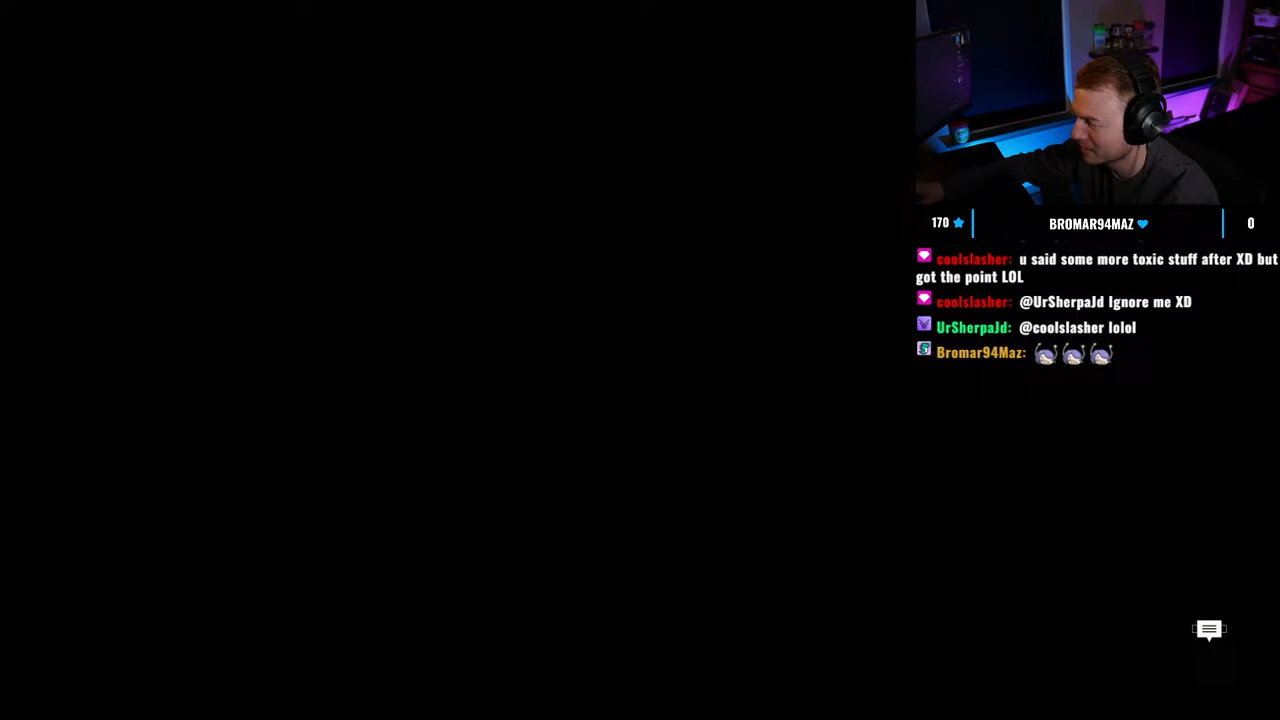 170
BROMAR94MAZ
0
coolslasher: u said some more toxic stuff after XD but
got the point LOL
coolslasher: @UrSherpaJd Ignore me XD
UrSherpaJd: @coolslasher lolol
Bromar94Maz: